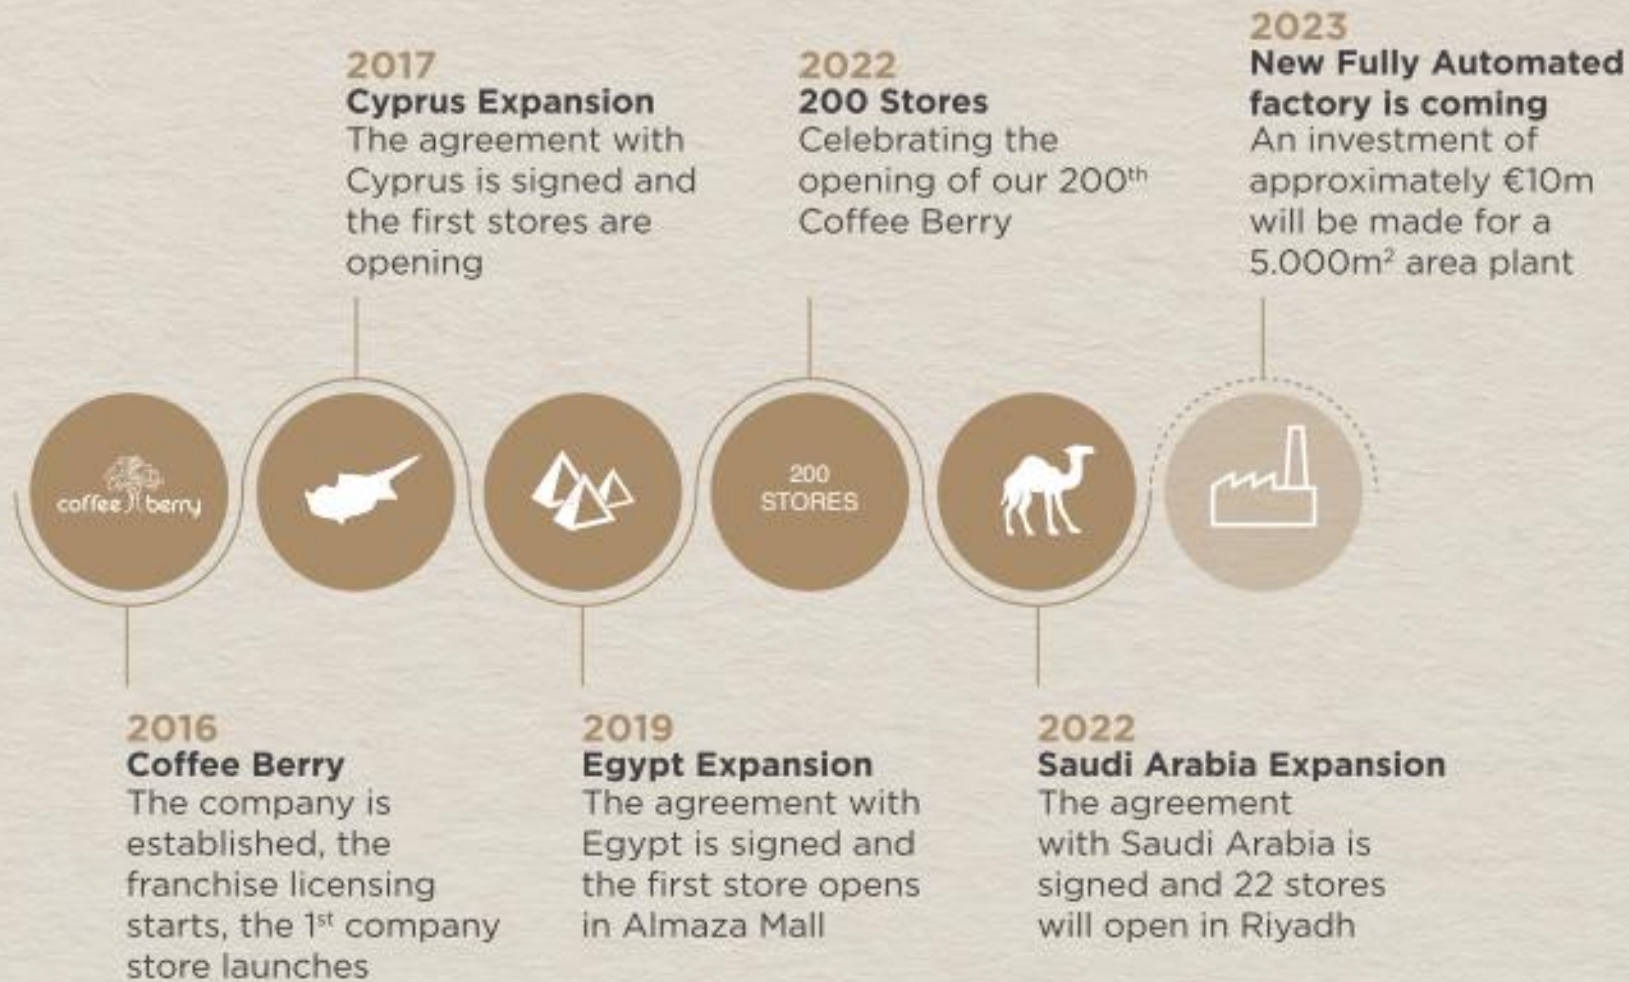 2017
Cyprus Expansion
The agreement with
Cyprus is signed and
the first stores are
opening
2022
200 Stores
Celebrating the
opening of our 200th
Coffee Berry
2023
New Fully Automated
factory is coming
An investment of
approximately €10m
will be made for a
5.000m² area plant
coffee berry
200
STORES
2016
Coffee Berry
The company is
established, the
franchise licensing
starts, the 1st company
store launches
2019
Egypt Expansion
The agreement with
Egypt is signed and
the first store opens
in Almaza Mall
2022
Saudi Arabia Expansion
The agreement
with Saudi Arabia is
signed and 22 stores
will open in Riyadh